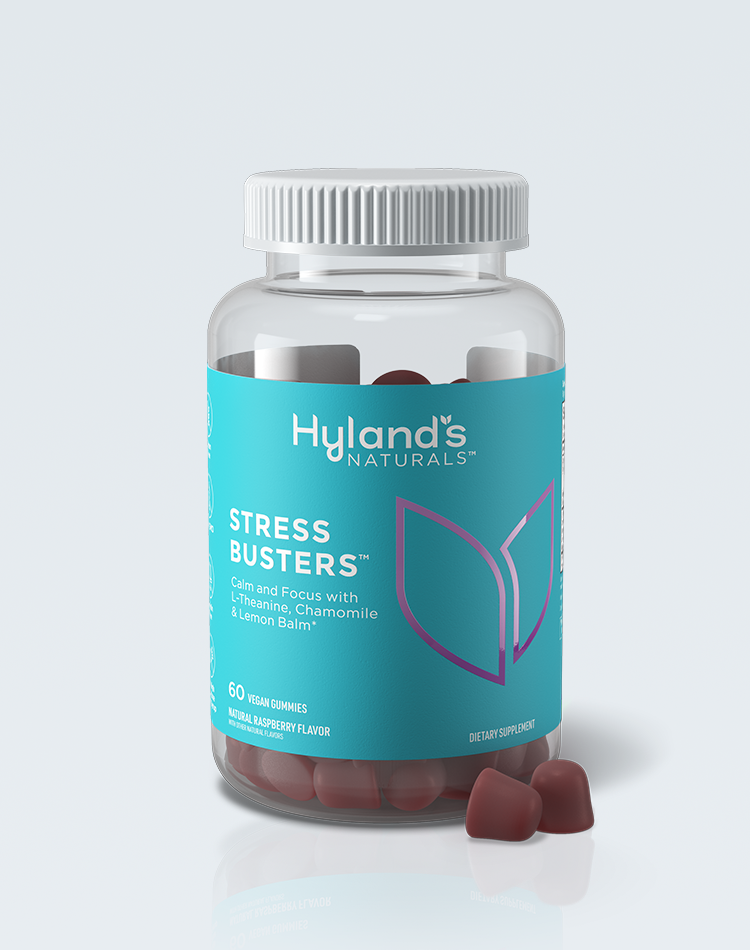 Hyland's
NATURALS™
STRESS
BUSTERS™
Calm and Focus with
L-Theanine, Chamomile
& Lemon Balm*
60 VEGAN GUMMIES
NATURAL RASPBERRY FLAVOR
WITH OTHER NATURAL FLAVORS
DIETARY SUPPLEMENT